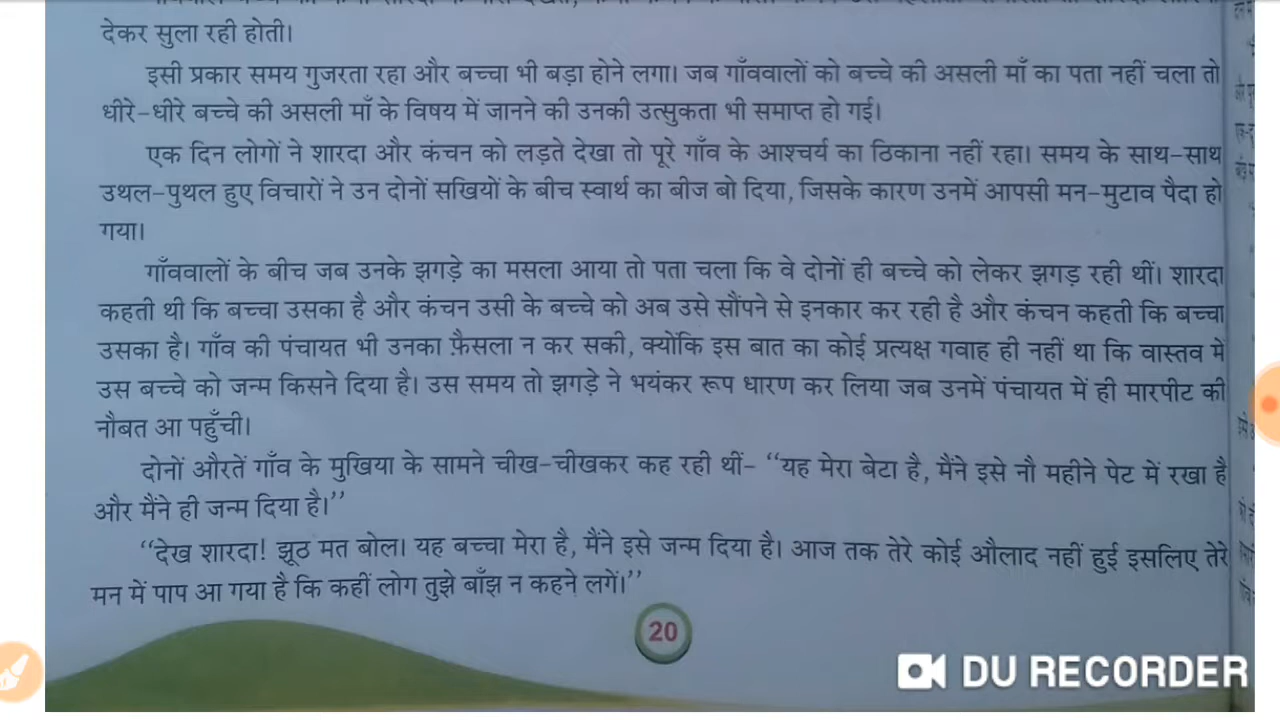 देकर सुला रही होती।
इसी प्रकार समय गुजरता रहा और बच्चा भी बड़ा होने लगा। जब गाँववालों को बच्चे की असली माँ का पता नहीं चला तो
धीरे-धीरे बच्चे की असली माँ के विषय में जानने की उनकी उत्सुकता भी समाप्त हो गई।
एक दिन लोगों ने शारदा और कंचन को लड़ते देखा तो पूरे गाँव के आश्चर्य का ठिकाना नहीं रहा। समय के साथ-साथ
उथल-पुथल हुए विचारों ने उन दोनों सखियों के बीच स्वार्थ का बीज बो दिया, जिसके कारण उनमें आपसी मन-मुटाव पैदा हो
गया।
गाँववालों के बीच जब उनके झगड़े का मसला आया तो पता चला कि वे दोनों ही बच्चे को लेकर झगड़ रही थीं। शारदा
कहती थी कि बच्चा उसका है और कंचन उसी के बच्चे को अब उसे सौंपने से इनकार कर रही है और कंचन कहती कि बच्चा
उसका है। गाँव की पंचायत भी उनका फ़ैसला न कर सकी, क्योंकि इस बात का कोई प्रत्यक्ष गवाह ही नहीं था कि वास्तव में
उस बच्चे को जन्म किसने दिया है। उस समय तो झगड़े ने भयंकर रूप धारण कर लिया जब उनमें पंचायत में ही मारपीट की
नौबत आ पहुँची।
दोनों औरतें गाँव के मुखिया के सामने चीख-चीखकर कह रही थीं- “यह मेरा बेटा है, मैंने इसे नौ महीने पेट में रखा है
और मैंने ही जन्म दिया है।”
“देख शारदा! झूठ मत बोल। यह बच्चा मेरा है, मैंने इसे जन्म दिया है। आज तक तेरे कोई औलाद नहीं हुई इसलिए तेरे
मन में पाप आ गया है कि कहीं लोग तुझे बाँझ न कहने लगें।”
20
DU RECORDER